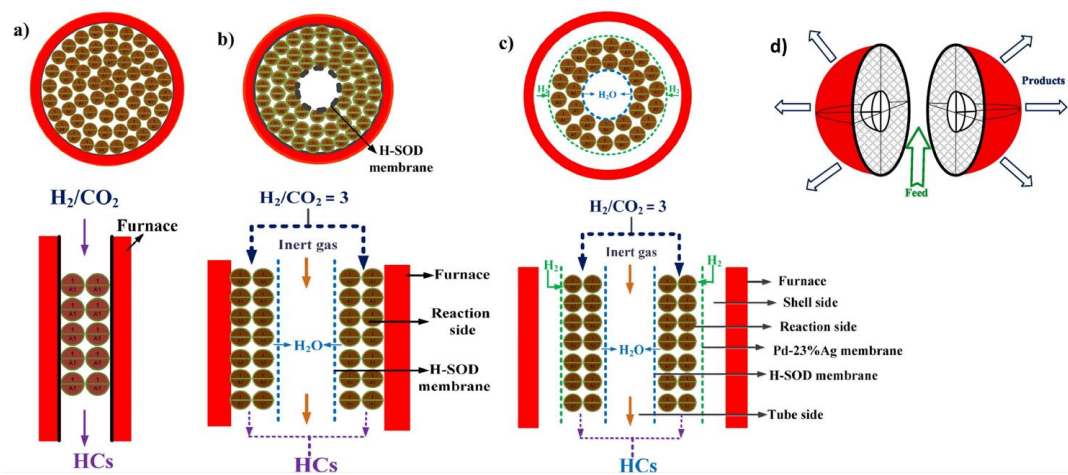 a)
H₂/CO₂
Furnace
HCs
b)
H-SOD
membrane
H₂/CO₂ = 3
Inert gas
Furnace
Reaction
side
H₂O
H-SOD
membrane
HCs
c)
H₂
H₂
H₂O
H₂/CO₂ = 3
Inert gas
H₂
H₂
Furnace
Shell side
Reaction side
Pd-23%Ag membrane
H₂O
H-SOD membrane
Tube side
HCs
d)
Products
Feed